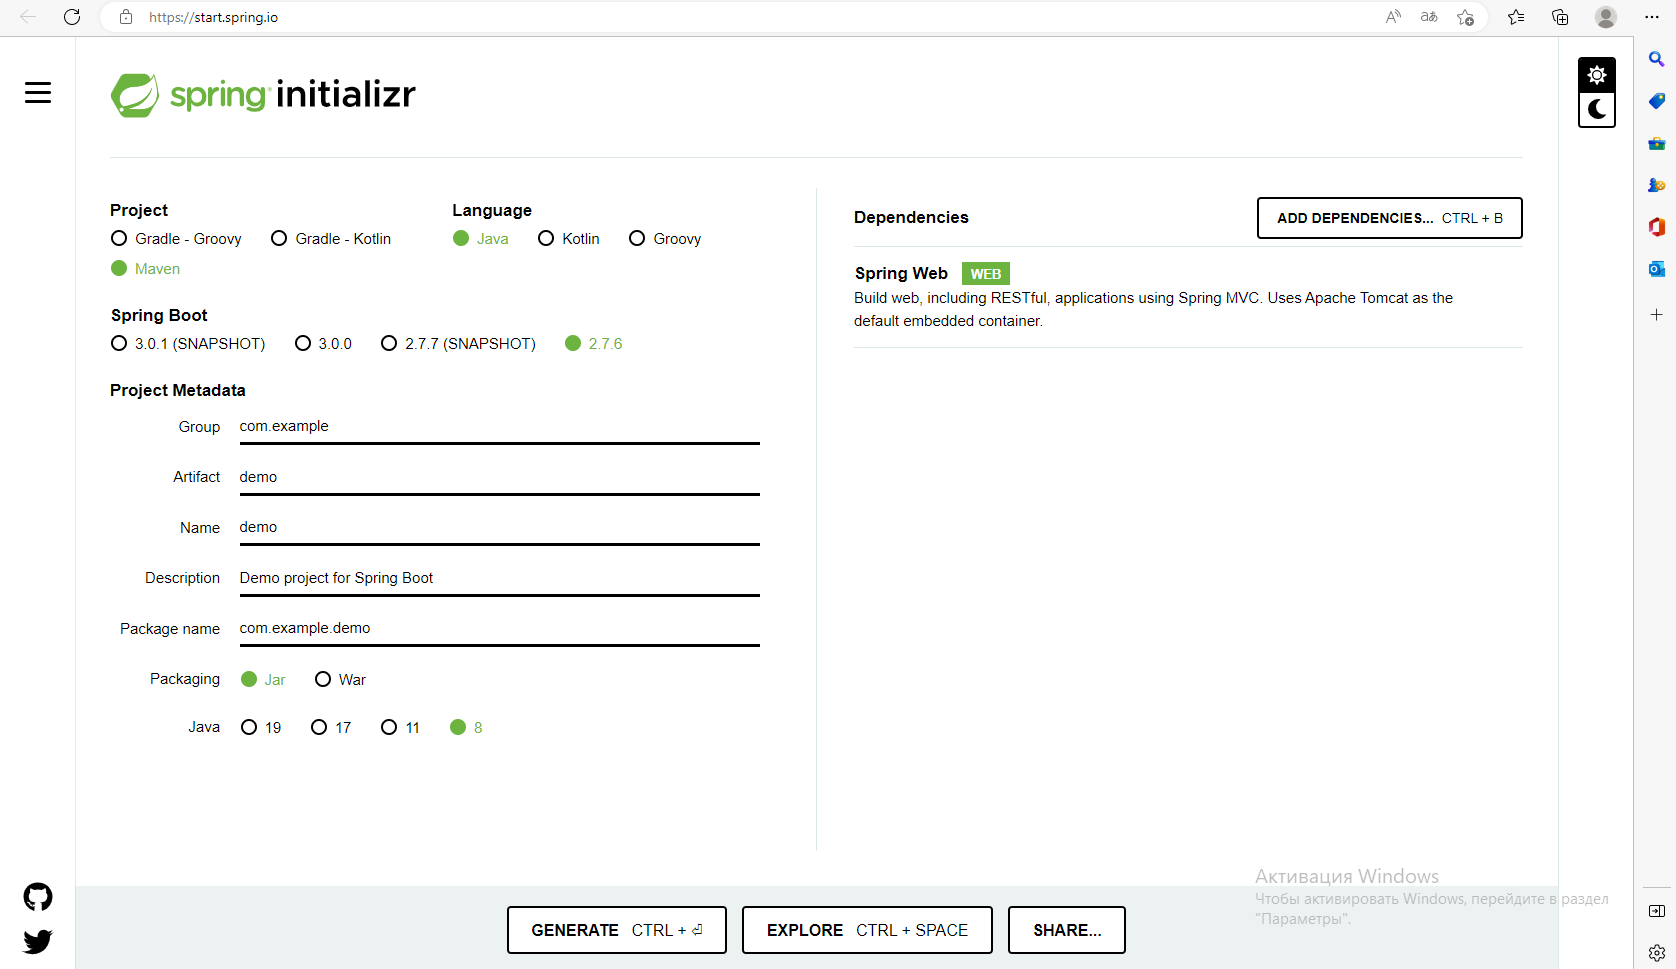 https://start.spring.io
spring initializr
Project
Gradle - Groovy Gradle - Kotlin
Maven
Language
Java Kotlin Groovy
Spring Boot
3.0.1 (SNAPSHOT) 3.0.0 2.7.7 (SNAPSHOT) 2.7.6
Project Metadata
Group com.example
Artifact demo
Name demo
Description Demo project for Spring Boot
Package name com.example.demo
Packaging Jar War
Java 19 17 11 8
Dependencies
ADD DEPENDENCIES... CTRL + B
Spring Web WEB
Build web, including RESTful, applications using Spring MVC. Uses Apache Tomcat as the
default embedded container.
GENERATE CTRL + ⏎
EXPLORE CTRL + SPACE
SHARE...
Активация Windows
Чтобы активировать Windows, перейдите в раздел
"Параметры".